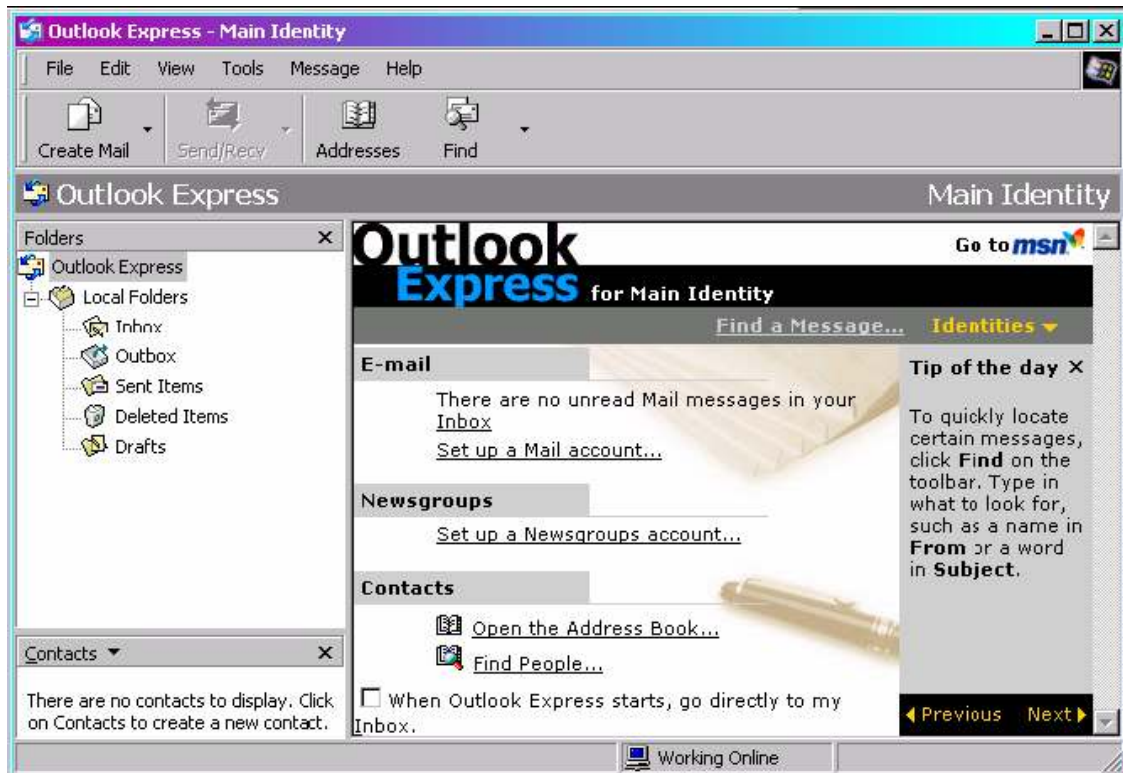 Outlook Express - Main Identity
File Edit View Tools Message Help
Create Mail Send/Recv Addresses Find
Outlook Express Main Identity
Folders
Outlook Express
Local Folders
Inbox
Outbox
Sent Items
Deleted Items
Drafts
Contacts
There are no contacts to display. Click
on Contacts to create a new contact.
Outlook
Go to msn
Express for Main Identity
Find a Message... Identities
E-mail
There are no unread Mail messages in your
Inbox
Set up a Mail account...
Newsgroups
Set up a Newsgroups account...
Contacts
Open the Address Book...
Find People...
When Outlook Express starts, go directly to my
Inbox.
Tip of the day
To quickly locate
certain messages,
click Find on the
toolbar. Type in
what to look for,
such as a name in
From or a word
in Subject.
Previous Next
Working Online